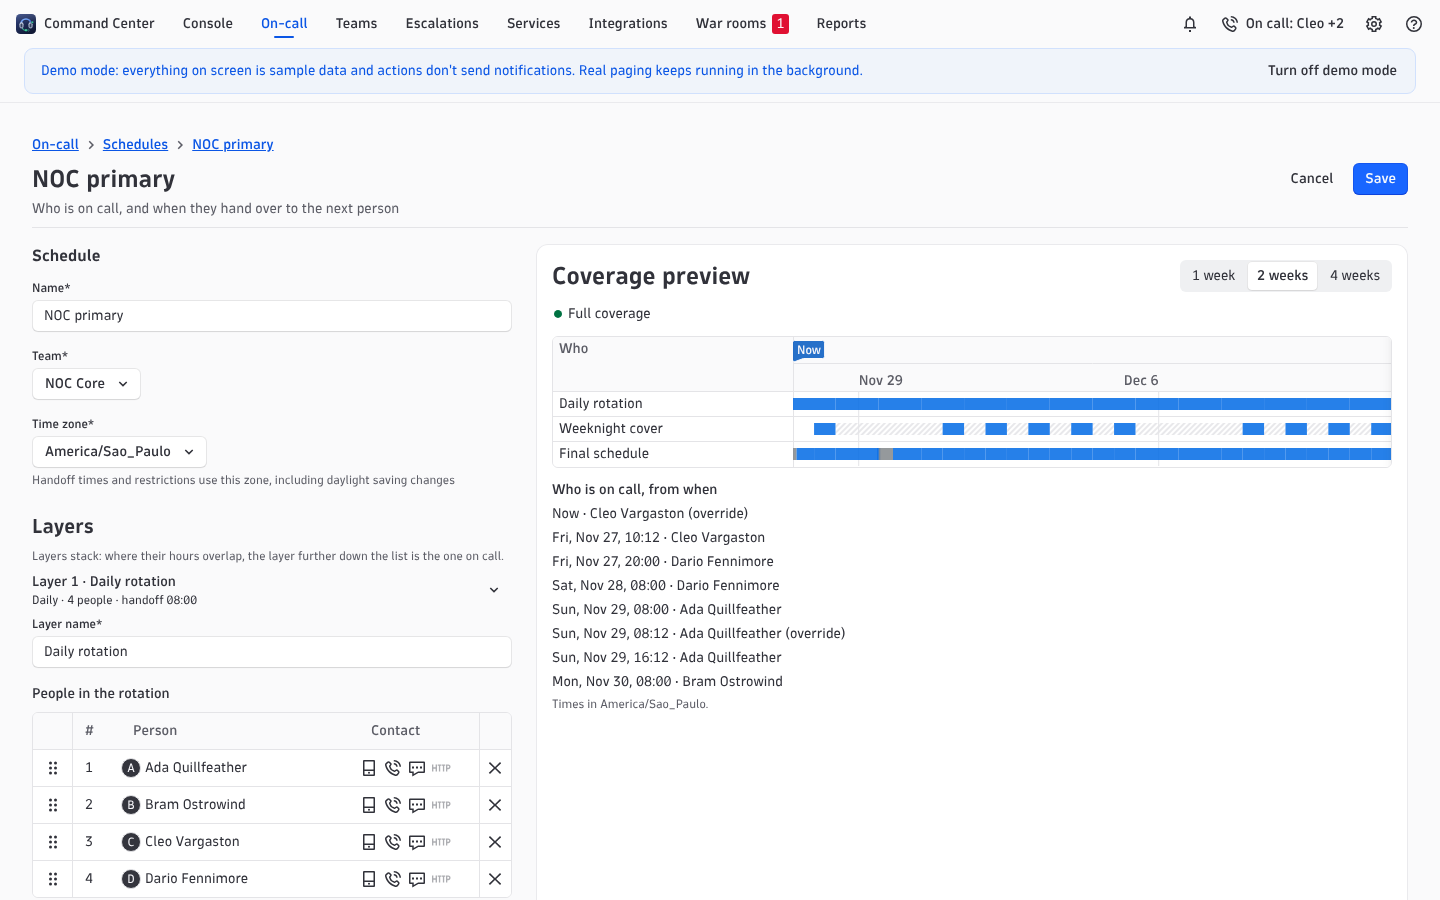 Command Center
Console
On-call
Teams
Escalations
Services
Integrations
War rooms 1
Reports
On call: Cleo +2
Demo mode: everything on screen is sample data and actions don't send notifications. Real paging keeps running in the background.
Turn off demo mode
On-call > Schedules > NOC primary
NOC primary
Who is on call, and when they hand over to the next person
Cancel
Save
Schedule
Name*
NOC primary
Team*
NOC Core
Time zone*
America/Sao_Paulo
Handoff times and restrictions use this zone, including daylight saving changes
Layers
Layers stack: where their hours overlap, the layer further down the list is the one on call.
Layer 1 · Daily rotation
Daily · 4 people · handoff 08:00
Layer name*
Daily rotation
People in the rotation
# Person Contact
1 A Ada Quillfeather HTTP
2 B Bram Ostrowind HTTP
3 C Cleo Vargaston HTTP
4 D Dario Fennimore HTTP
Coverage preview
1 week 2 weeks 4 weeks
Full coverage
Who
Now
Nov 29 Dec 6
Daily rotation
Weeknight cover
Final schedule
Who is on call, from when
Now · Cleo Vargaston (override)
Fri, Nov 27, 10:12 · Cleo Vargaston
Fri, Nov 27, 20:00 · Dario Fennimore
Sat, Nov 28, 08:00 · Dario Fennimore
Sun, Nov 29, 08:00 · Ada Quillfeather
Sun, Nov 29, 08:12 · Ada Quillfeather (override)
Sun, Nov 29, 16:12 · Ada Quillfeather
Mon, Nov 30, 08:00 · Bram Ostrowind
Times in America/Sao_Paulo.